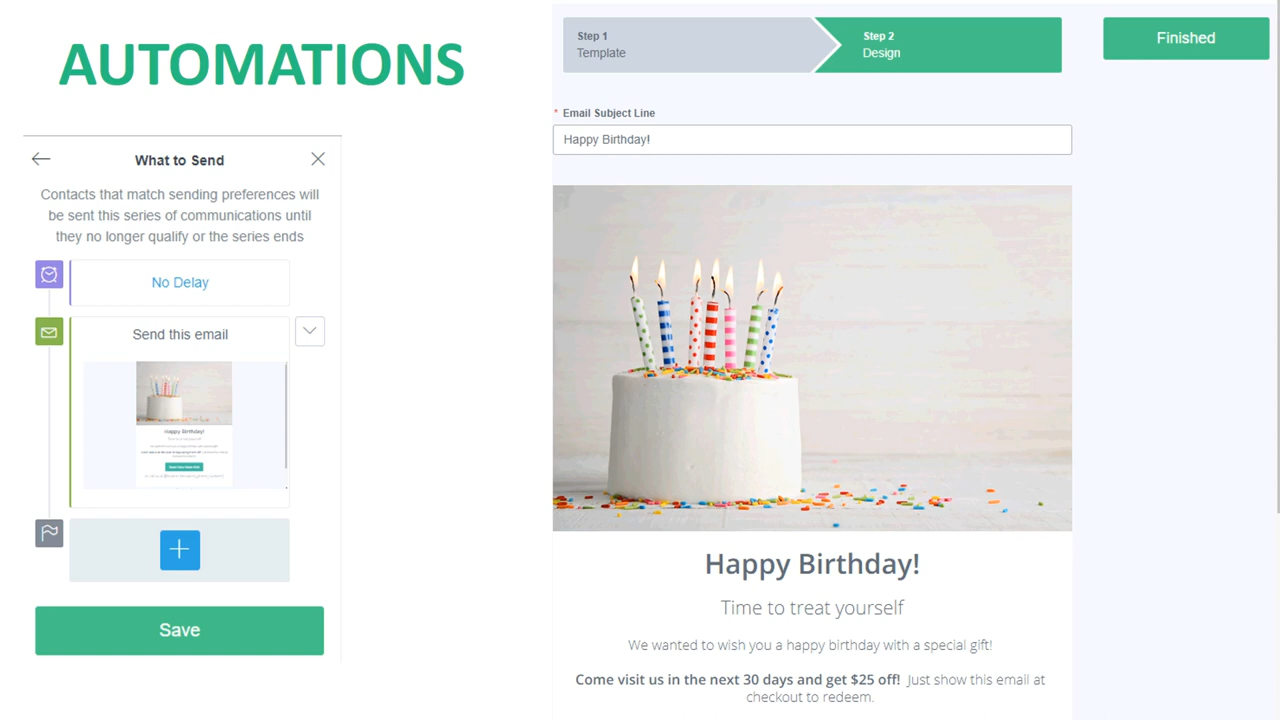 AUTOMATIONS
What to Send
Contacts that match sending preferences will
be sent this series of communications until
they no longer qualify or the series ends
No Delay
Send this email
Happy Birthday!
Save
Step 1
Template
Step 2
Design
Finished
* Email Subject Line
Happy Birthday!
Happy Birthday!
Time to treat yourself
We wanted to wish you a happy birthday with a special gift!
Come visit us in the next 30 days and get $25 off! Just show this email at
checkout to redeem.